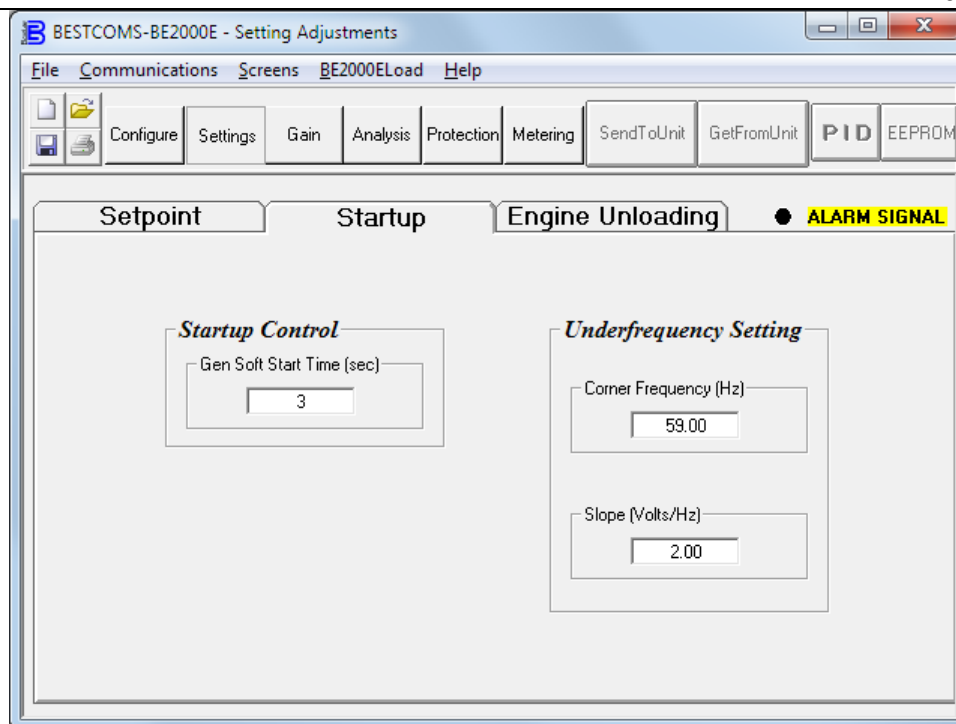 BESTCOMS-BE2000E - Setting Adjustments
File Communications Screens BE2000ELoad Help
Configure Settings Gain Analysis Protection Metering SendToUnit GetFromUnit PID EEPROM
Setpoint Startup Engine Unloading ALARM SIGNAL
Startup Control
Gen Soft Start Time (sec)
3
Underfrequency Setting
Corner Frequency (Hz)
59.00
Slope (Volts/Hz)
2.00